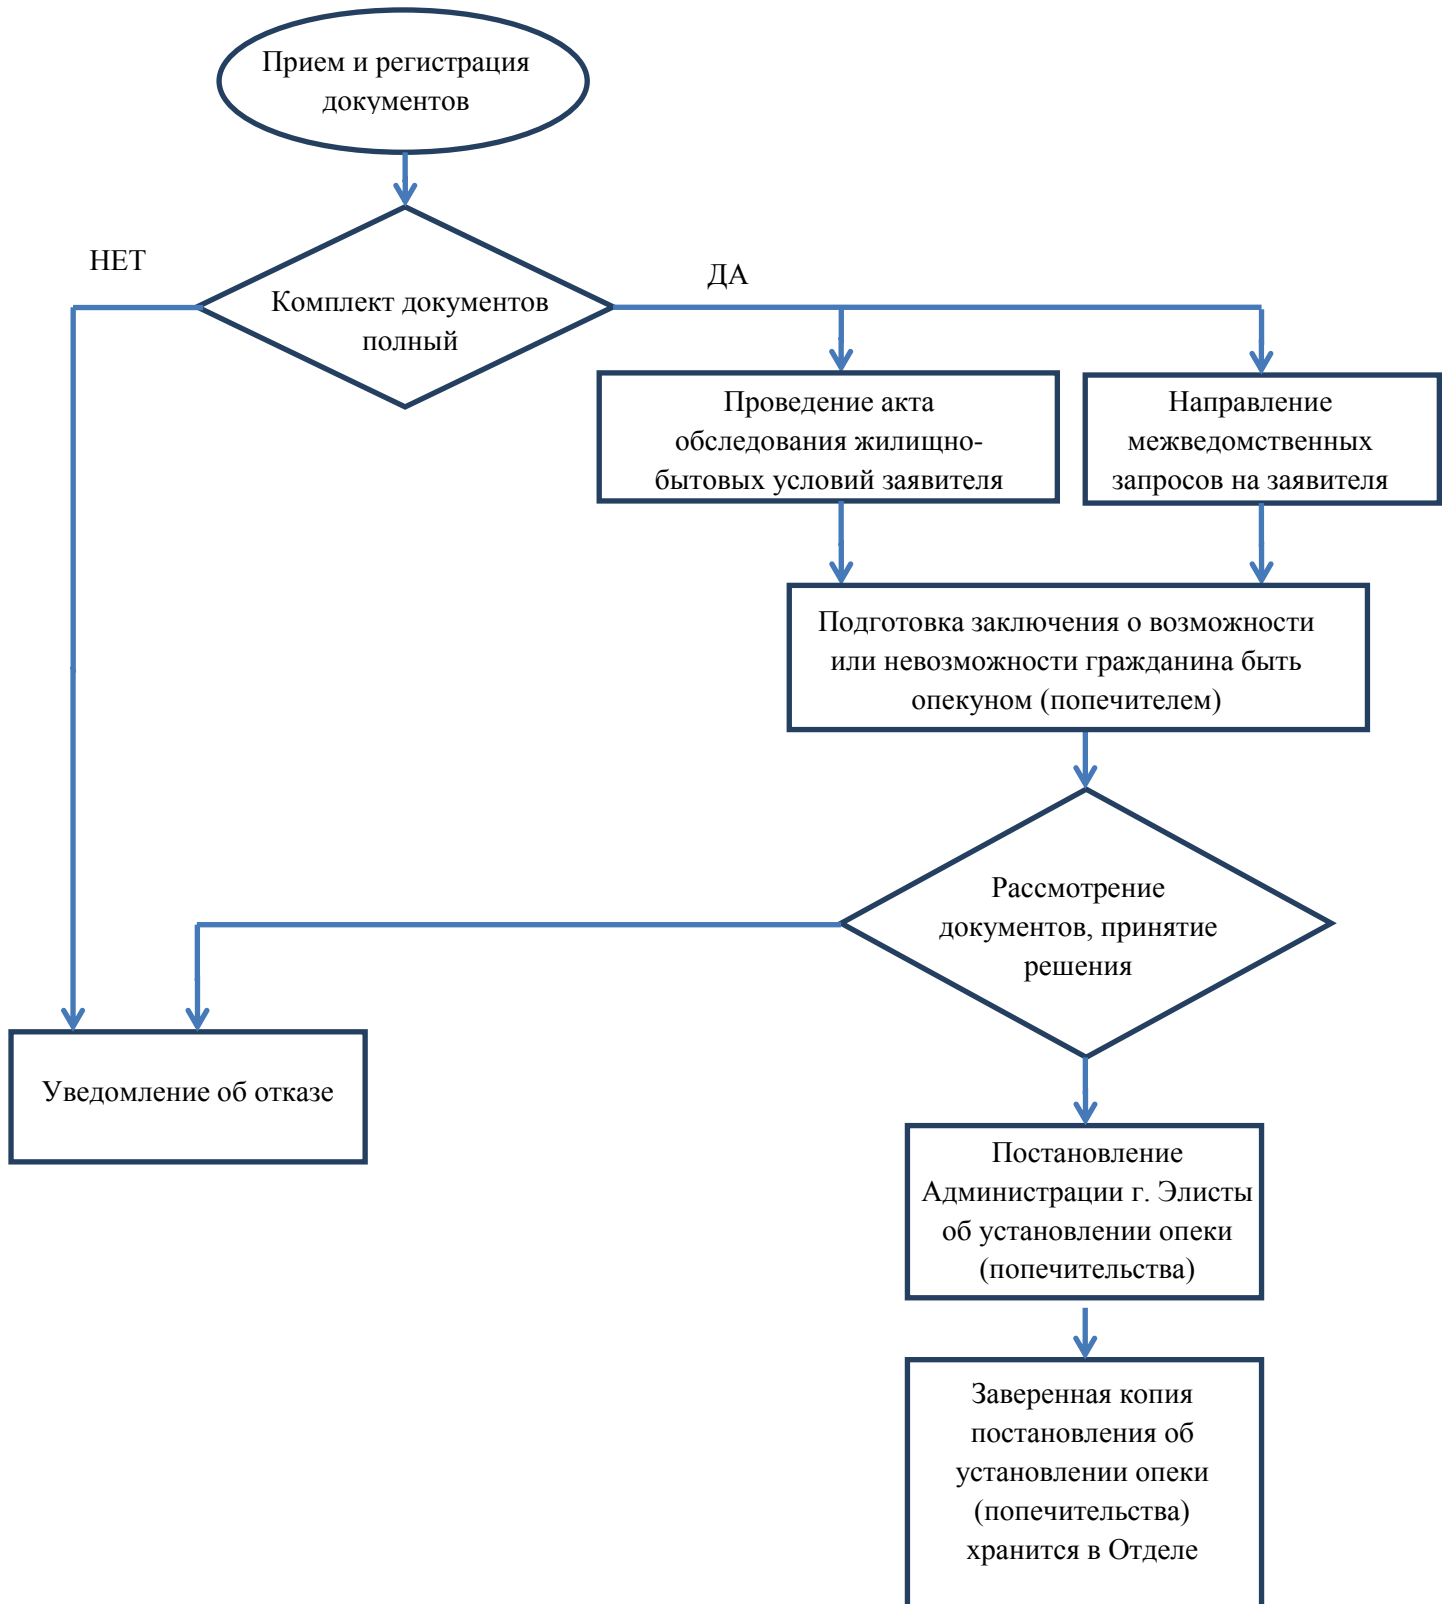 Прием и регистрация
документов
НЕТ
ДА
Комплект документов
полный
Проведение акта
обследования жилищно-
бытовых условий заявителя
Направление
межведомственных
запросов на заявителя
Подготовка заключения о возможности
или невозможности гражданина быть
опекуном (попечителем)
Рассмотрение
документов, принятие
решения
Уведомление об отказе
Постановление
Администрации г. Элисты
об установлении опеки
(попечительства)
Заверенная копия
постановления об
установлении опеки
(попечительства)
хранится в Отделе